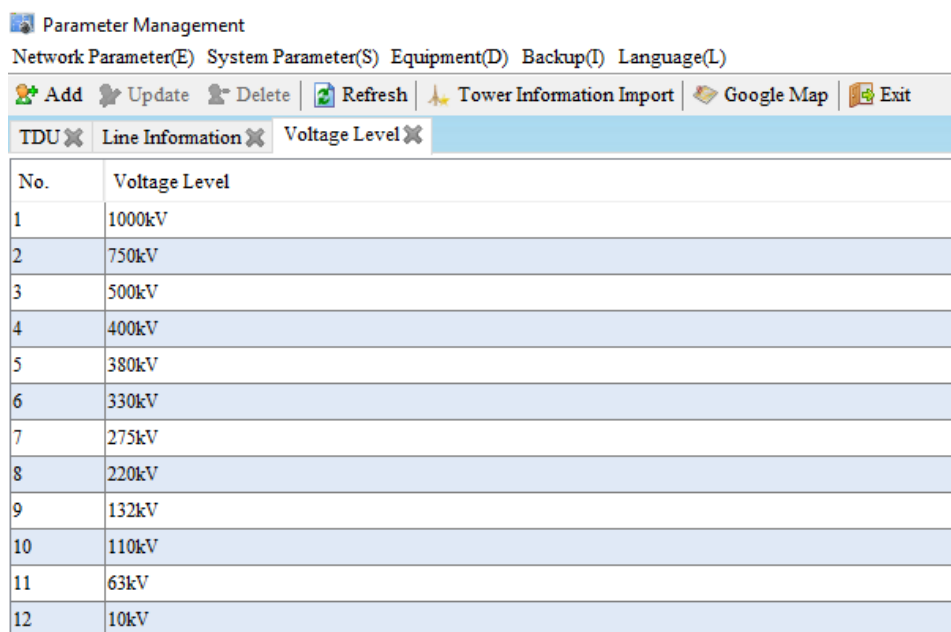 Parameter Management
Network Parameter(E) System Parameter(S) Equipment(D) Backup(I) Language(L)
Add Update Delete Refresh Tower Information Import Google Map Exit
TDU Line Information Voltage Level
No. Voltage Level
1 1000kV
2 750kV
3 500kV
4 400kV
5 380kV
6 330kV
7 275kV
8 220kV
9 132kV
10 110kV
11 63kV
12 10kV